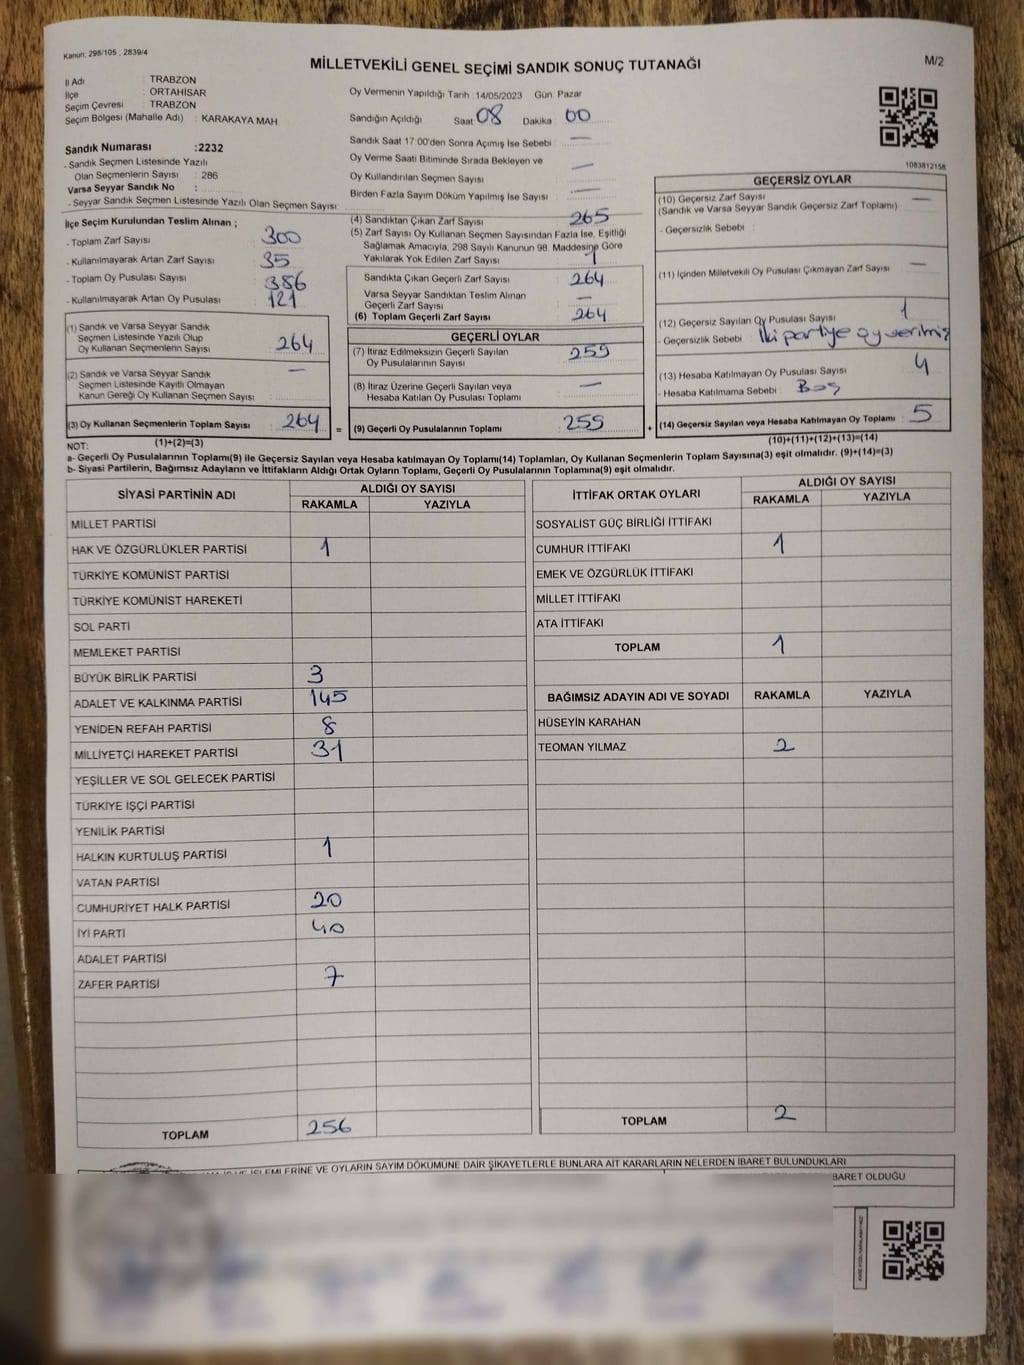 Kanun: 298/105 , 2839/4
MİLLETVEKİLİ GENEL SEÇİMİ SANDIK SONUÇ TUTANAĞI
M/2
İl Adı : TRABZON
İlçe : ORTAHİSAR
Seçim Çevresi : TRABZON
Seçim Bölgesi (Mahalle Adı) : KARAKAYA MAH
Sandık Numarası :2232
- Sandık Seçmen Listesinde Yazılı
Olan Seçmenlerin Sayısı : 286
Varsa Seyyar Sandık No :
- Seyyar Sandık Seçmen Listesinde Yazılı Olan Seçmen Sayısı:
Oy Vermenin Yapıldığı Tarih :14/05/2023 Gün: Pazar
Sandığın Açıldığı Saat 08 Dakika 00
Sandık Saat 17:00'den Sonra Açımış İse Sebebi —
Oy Verme Saati Bitiminde Sırada Bekleyen ve
Oy Kullandırılan Seçmen Sayısı —
Birden Fazla Sayım Döküm Yapılmış İse Sayısı —
1083812158
İlçe Seçim Kurulundan Teslim Alınan ;
- Toplam Zarf Sayısı : 300
- Kullanılmayarak Artan Zarf Sayısı : 35
- Toplam Oy Pusulası Sayısı : 386
- Kullanılmayarak Artan Oy Pusulası : 121
(1) Sandık ve Varsa Seyyar Sandık
Seçmen Listesinde Yazılı Olup
Oy Kullanan Seçmenlerin Sayısı : 264
(2) Sandık ve Varsa Seyyar Sandık
Seçmen Listesinde Kayıtlı Olmayan
Kanun Gereği Oy Kullanan Seçmen Sayısı : —
(3) Oy Kullanan Seçmenlerin Toplam Sayısı : 264
(1)+(2)=(3)
(4) Sandıktan Çıkan Zarf Sayısı 265
(5) Zarf Sayısı Oy Kullanan Seçmen Sayısından Fazla İse, Eşitliği
Sağlamak Amacıyla, 298 Sayılı Kanunun 98. Maddesine Göre
Yakılarak Yok Edilen Zarf Sayısı 1
Sandıkta Çıkan Geçerli Zarf Sayısı 264
Varsa Seyyar Sandıktan Teslim Alınan
Geçerli Zarf Sayısı —
(6) Toplam Geçerli Zarf Sayısı : 264
GEÇERLİ OYLAR
(7) İtiraz Edilmeksizin Geçerli Sayılan
Oy Pusulalarının Sayısı : 259
(8) İtiraz Üzerine Geçerli Sayılan veya
Hesaba Katılan Oy Pusulası Toplamı : —
= (9) Geçerli Oy Pusulalarının Toplamı : 259
GEÇERSİZ OYLAR
(10) Geçersiz Zarf Sayısı
(Sandık ve Varsa Seyyar Sandık Geçersiz Zarf Toplamı) : —
- Geçersizlik Sebebi :
(11) İçinden Milletvekili Oy Pusulası Çıkmayan Zarf Sayısı —
(12) Geçersiz Sayılan Oy Pusulası Sayısı 1
- Geçersizlik Sebebi : İki partiye oy verilmiş
(13) Hesaba Katılmayan Oy Pusulası Sayısı 4
- Hesaba Katılmama Sebebi : Boş
+ (14) Geçersiz Sayılan veya Hesaba Katılmayan Oy Toplamı : 5
(10)+(11)+(12)+(13)=(14)
NOT:
a- Geçerli Oy Pusulalarının Toplamı(9) ile Geçersiz Sayılan veya Hesaba katılmayan Oy Toplamı(14) Toplamları, Oy Kullanan Seçmenlerin Toplam Sayısına(3) eşit olmalıdır. (9)+(14)=(3)
b- Siyasi Partilerin, Bağımsız Adayların ve İttifakların Aldığı Ortak Oyların Toplamı, Geçerli Oy Pusulalarının Toplamına(9) eşit olmalıdır.
SİYASİ PARTİNİN ADI ALDIĞI OY SAYISI
RAKAMLA YAZIYLA
MİLLET PARTİSİ
HAK VE ÖZGÜRLÜKLER PARTİSİ 1
TÜRKİYE KOMÜNİST PARTİSİ
TÜRKİYE KOMÜNİST HAREKETİ
SOL PARTİ
MEMLEKET PARTİSİ
BÜYÜK BİRLİK PARTİSİ 3
ADALET VE KALKINMA PARTİSİ 145
YENİDEN REFAH PARTİSİ 8
MİLLİYETÇİ HAREKET PARTİSİ 31
YEŞİLLER VE SOL GELECEK PARTİSİ
TÜRKİYE İŞÇİ PARTİSİ
YENİLİK PARTİSİ
HALKIN KURTULUŞ PARTİSİ 1
VATAN PARTİSİ
CUMHURİYET HALK PARTİSİ 20
İYİ PARTİ 40
ADALET PARTİSİ
ZAFER PARTİSİ 7
TOPLAM 256
İTTİFAK ORTAK OYLARI ALDIĞI OY SAYISI
RAKAMLA YAZIYLA
SOSYALİST GÜÇ BİRLİĞİ İTTİFAKI
CUMHUR İTTİFAKI 1
EMEK VE ÖZGÜRLÜK İTTİFAKI
MİLLET İTTİFAKI
ATA İTTİFAKI
TOPLAM 1
BAĞIMSIZ ADAYIN ADI VE SOYADI RAKAMLA YAZIYLA
HÜSEYİN KARAHAN
TEOMAN YILMAZ 2
TOPLAM 2
İŞLEMLERİNE VE OYLARIN SAYIM DÖKÜMÜNE DAİR ŞİKAYETLERLE BUNLARA AİT KARARLARIN NELERDEN İBARET BULUNDUKLARI
BARET OLDUĞU